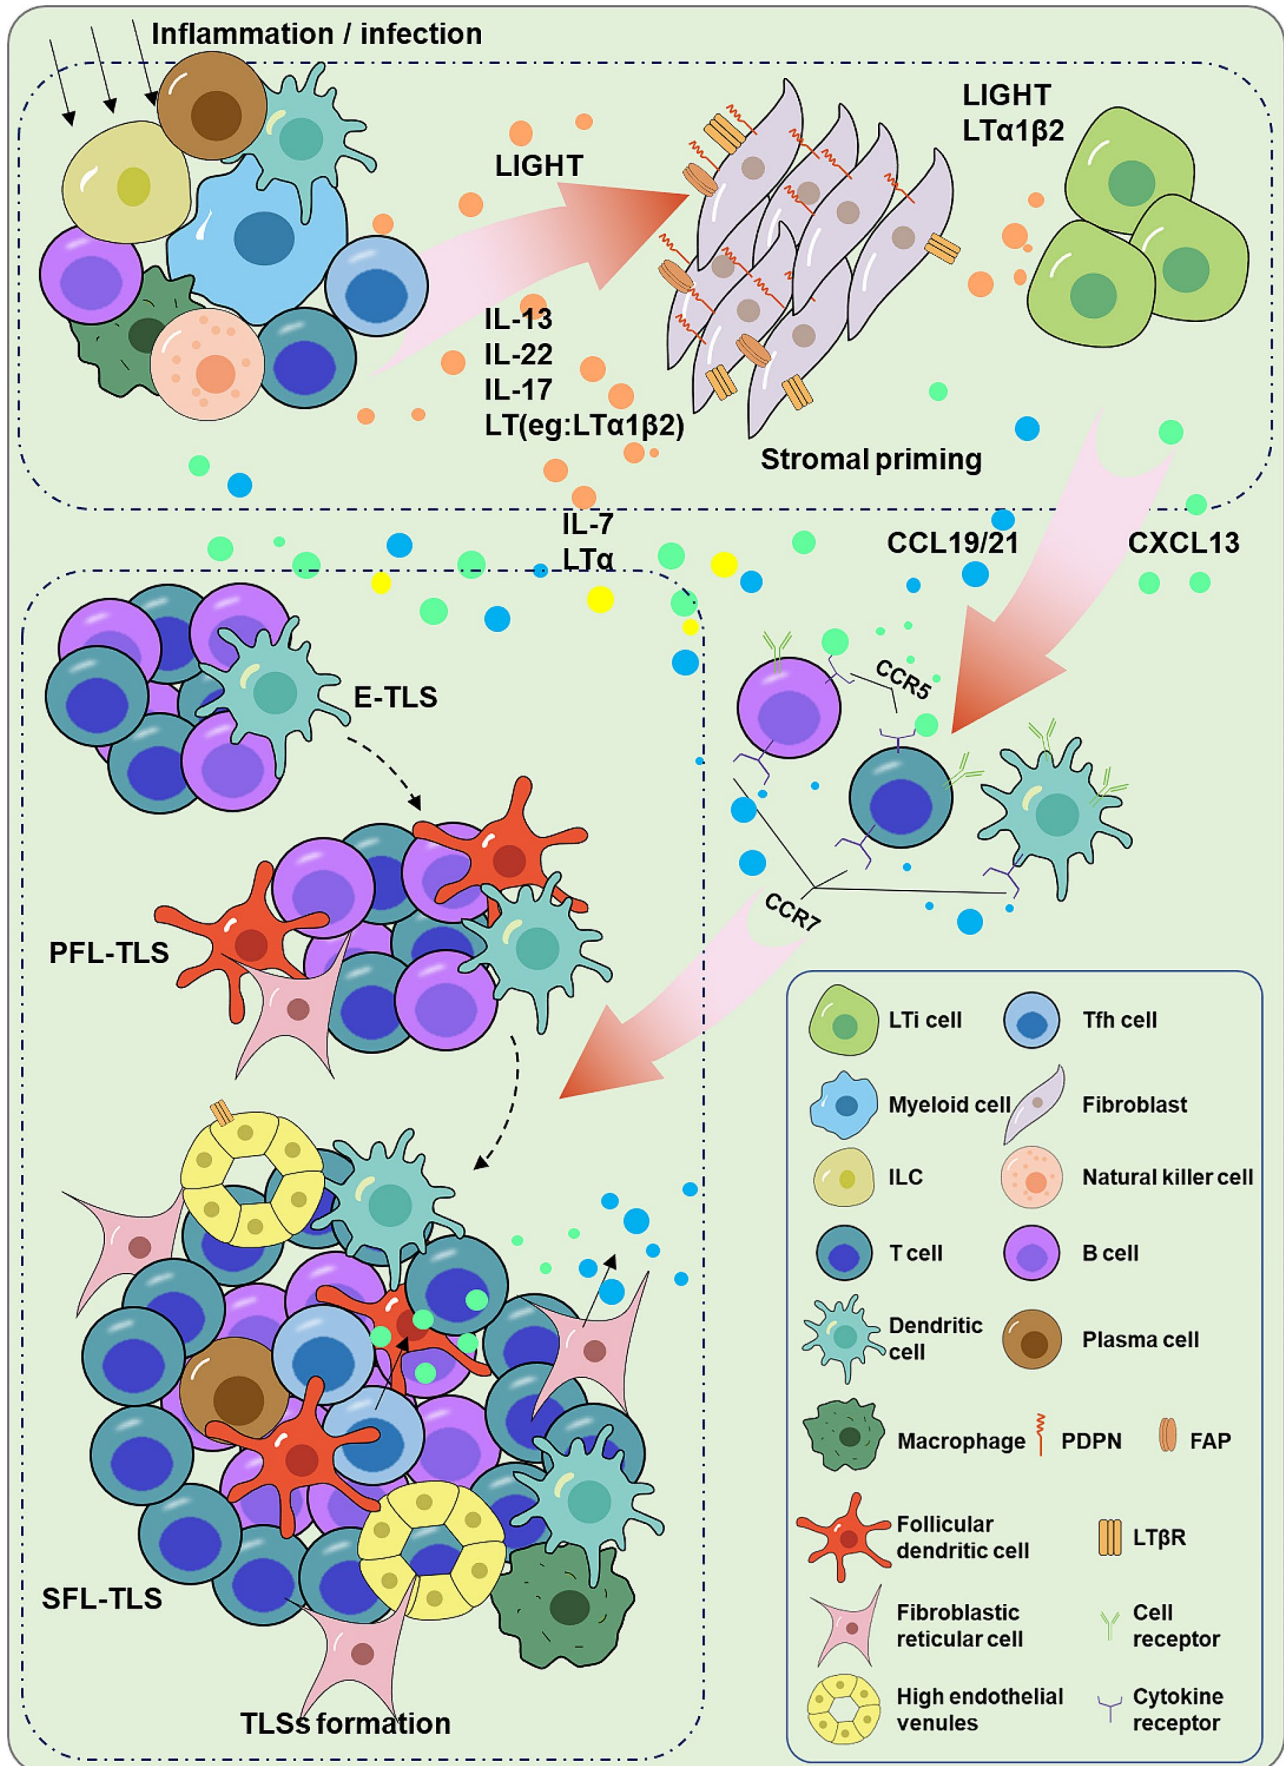 Inflammation / infection
LIGHT
LIGHT
LTα1β2
IL-13
IL-22
IL-17
LT(eg:LTα1β2)
Stromal priming
IL-7
LTα
CCL19/21
CXCL13
E-TLS
CCR5
CCR7
PFL-TLS
SFL-TLS
TLSs formation
LTi cell
Tfh cell
Myeloid cell
Fibroblast
ILC
Natural killer cell
T cell
B cell
Dendritic
cell
Plasma cell
Macrophage
PDPN
FAP
Follicular
dendritic cell
LTβR
Fibroblastic
reticular cell
Cell
receptor
High endothelial
venules
Cytokine
receptor